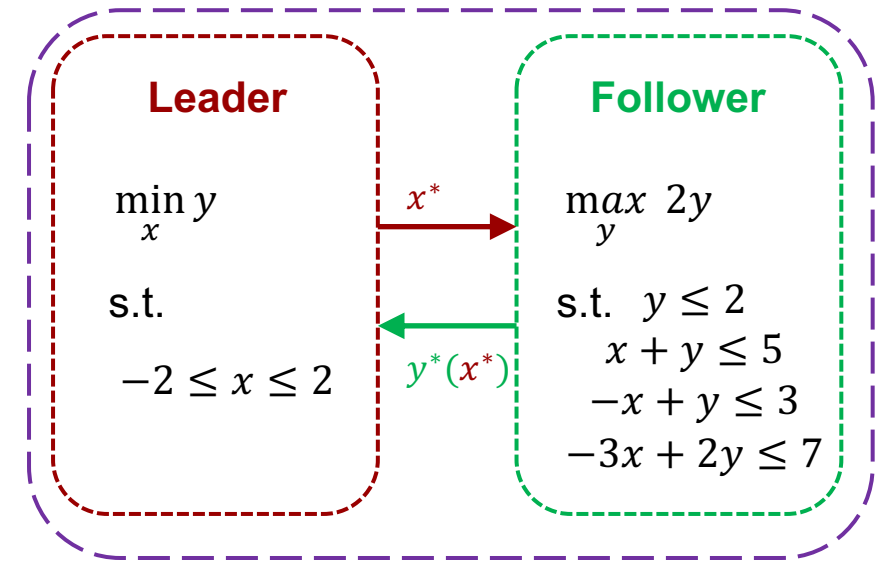 Leader
min y
x
s.t.
−2 ≤ x ≤ 2
x*
y*(x*)
Follower
max 2y
y
s.t. y ≤ 2
x + y ≤ 5
−x + y ≤ 3
−3x + 2y ≤ 7